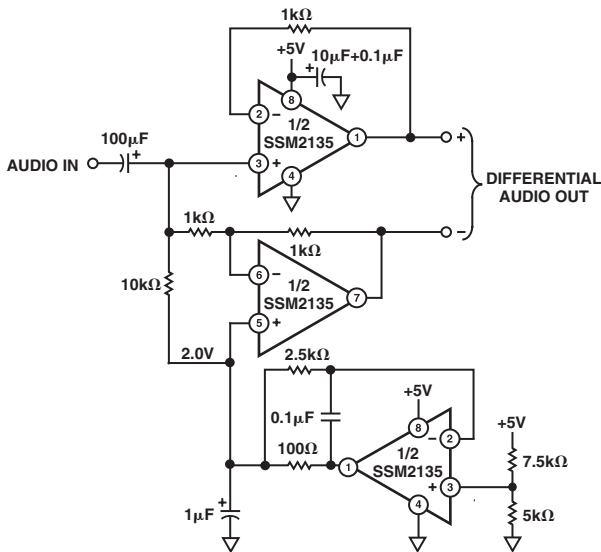 1kΩ
+5V
10μF+0.1μF
+
2
−
8
1/2
SSM2135
1
+
100μF
+
AUDIO IN
3
+
4
DIFFERENTIAL
AUDIO OUT
1kΩ
1kΩ
−
6
−
10kΩ
1/2
SSM2135
7
5
+
2.0V
2.5kΩ
+5V
+5V
0.1μF
8
−
2
7.5kΩ
100Ω
1
1/2
SSM2135
+
3
1μF
+
4
5kΩ